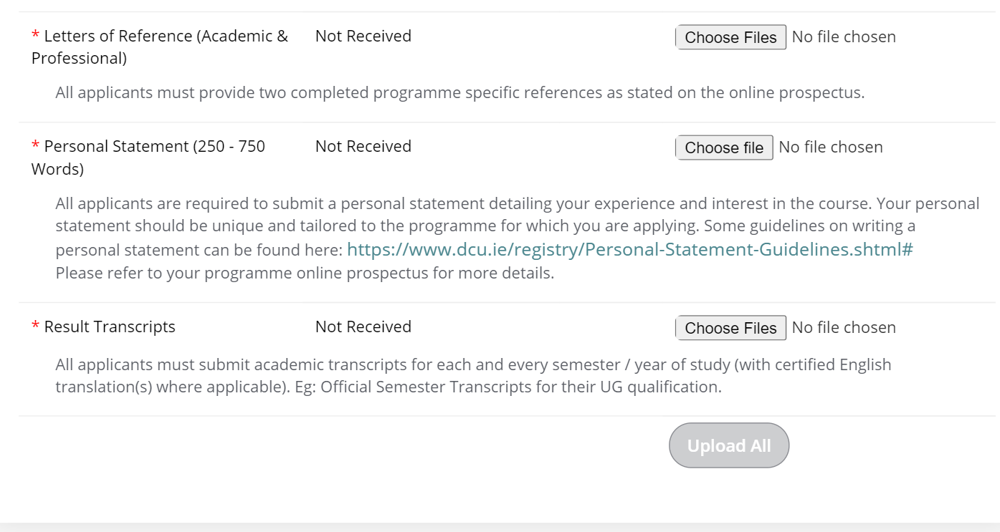 * Letters of Reference (Academic & Not Received Choose Files No file chosen
Professional)
All applicants must provide two completed programme specific references as stated on the online prospectus.
* Personal Statement (250 - 750 Not Received Choose file No file chosen
Words)
All applicants are required to submit a personal statement detailing your experience and interest in the course. Your personal
statement should be unique and tailored to the programme for which you are applying. Some guidelines on writing a
personal statement can be found here: https://www.dcu.ie/registry/Personal-Statement-Guidelines.shtml#
Please refer to your programme online prospectus for more details.
* Result Transcripts Not Received Choose Files No file chosen
All applicants must submit academic transcripts for each and every semester / year of study (with certified English
translation(s) where applicable). Eg: Official Semester Transcripts for their UG qualification.
Upload All